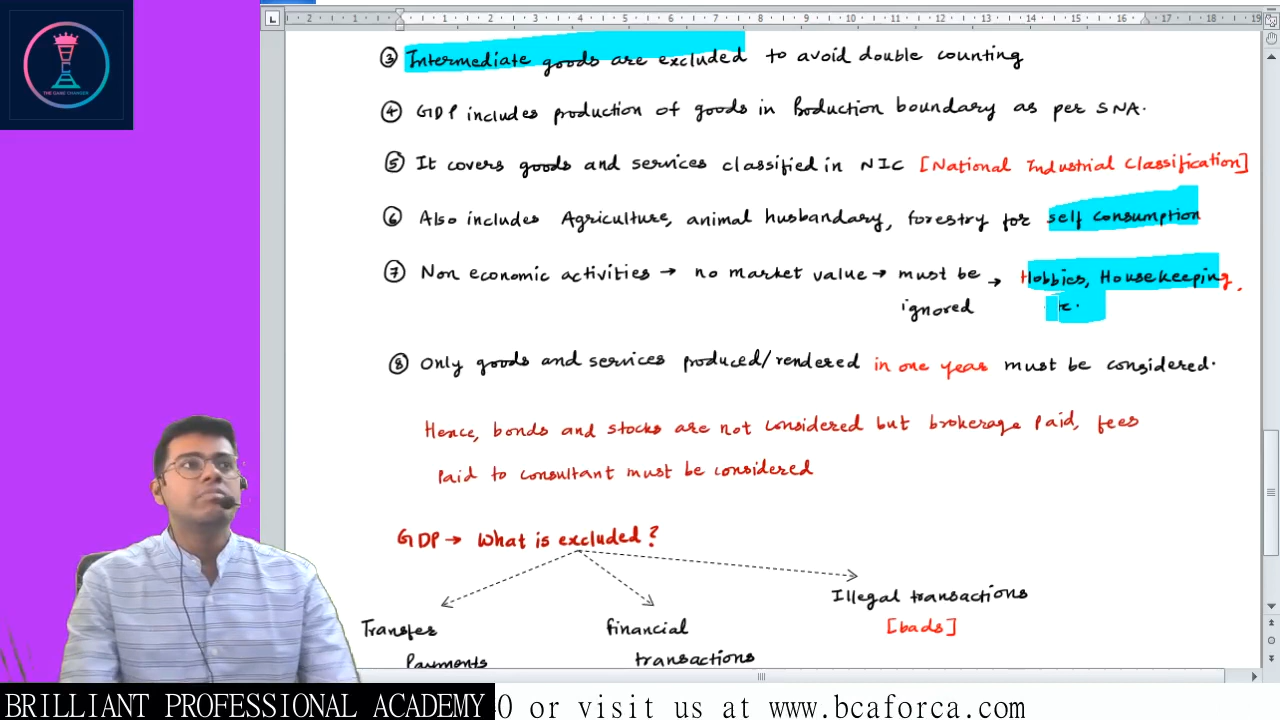 THE GAME CHANGER
③ Intermediate goods are excluded to avoid double counting
④ GDP includes production of goods in Production boundary as per SNA.
⑤ It covers goods and services classified in NIC [National Industrial Classification]
⑥ Also includes Agriculture, animal husbandary, forestry for self consumption
⑦ Non economic activities → no market value → must be → Hobbies, Housekeeping,
ignored
⑧ Only goods and services produced/rendered in one year must be considered.
Hence, bonds and stocks are not considered but brokerage Paid, fees
Paid to consultant must be considered
GDP → What is excluded?
Illegal transactions
[bads]
Transfer financial
Payments transactions
BRILLIANT PROFESSIONAL ACADEMY 0 or visit us at www.bcaforca.com